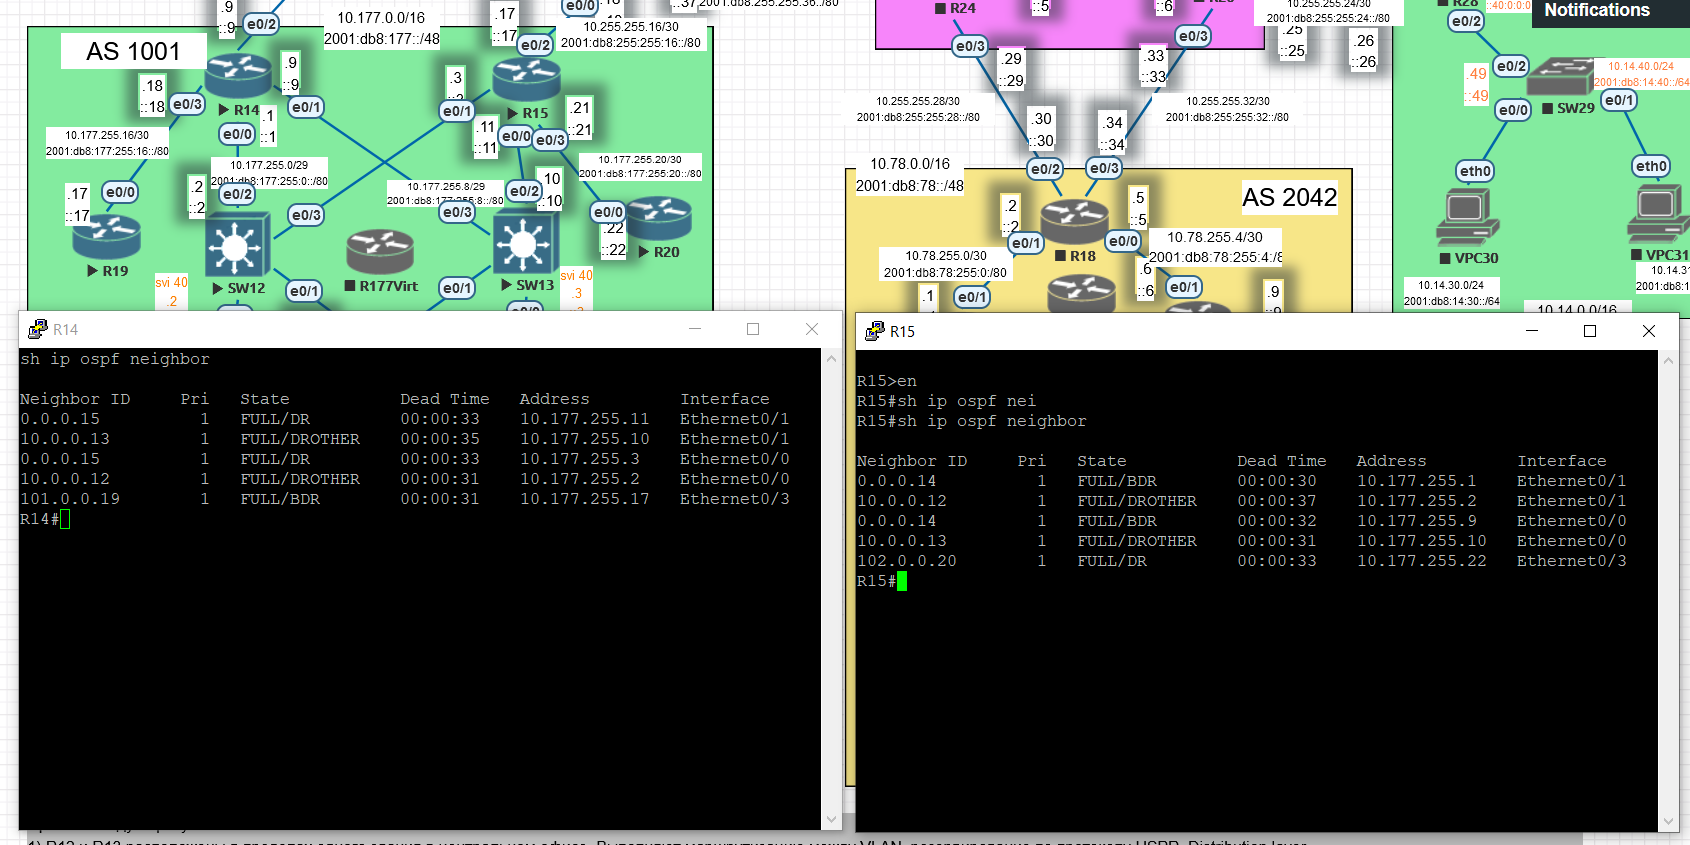 .9
::9
e0/2
10.177.0.0/16
2001:db8:177::/48
.17
::17
e0/0
10.255.255.16/30
2001:db8:255:255:16::/80
e0/2
AS 1001
.18
::18
e0/3
.9
::9
e0/1
R14
.1
::1
e0/0
.3
e0/1
R15
.11
::11
e0/0
.21
::21
e0/3
10.177.255.16/30
2001:db8:177:255:16::/80
10.177.255.0/29
2001:db8:177:255:0::/80
10.177.255.8/29
10.177.255.20/30
2001:db8:177:255:20::/80
.17
::17
e0/0
.2
::2
e0/2
e0/3
e0/3
e0/2
10
::10
e0/0
.22
::22
R19
SW12
R177Virt
SW13
R20
svi 40
.2
e0/1
e0/1
svi 40
.3
R24
::5
::6
e0/3
e0/3
.29
::29
.33
::33
10.255.255.24/30
2001:db8:255:255:24::/80
.25
::25
.26
::26
10.255.255.28/30
2001:db8:255:255:28::/80
10.255.255.32/30
2001:db8:255:255:32::/80
.30
::30
.34
::34
10.78.0.0/16
2001:db8:78::/48
e0/2
e0/3
AS 2042
.2
::2
e0/1
.5
::5
e0/0
R18
10.78.255.0/30
2001:db8:78:255:0:/80
10.78.255.4/30
2001:db8:78:255:4:/8
.6
::6
e0/1
.1
e0/1
.9
R28
e0/2
Notifications
.49
::49
e0/2
10.14.40.0/24
2001:db8:14:40::/64
SW29
e0/0
e0/1
eth0
eth0
VPC30
VPC31
10.14.30.0/24
2001:db8:14:30::/64
10.14.0.0/16
R14
sh ip ospf neighbor
Neighbor ID Pri State Dead Time Address Interface
0.0.0.15 1 FULL/DR 00:00:33 10.177.255.11 Ethernet0/1
10.0.0.13 1 FULL/DROTHER 00:00:35 10.177.255.10 Ethernet0/1
0.0.0.15 1 FULL/DR 00:00:33 10.177.255.3 Ethernet0/0
10.0.0.12 1 FULL/DROTHER 00:00:31 10.177.255.2 Ethernet0/0
101.0.0.19 1 FULL/BDR 00:00:31 10.177.255.17 Ethernet0/3
R14#
R15
R15>en
R15#sh ip ospf nei
R15#sh ip ospf neighbor
Neighbor ID Pri State Dead Time Address Interface
0.0.0.14 1 FULL/BDR 00:00:30 10.177.255.1 Ethernet0/1
10.0.0.12 1 FULL/DROTHER 00:00:37 10.177.255.2 Ethernet0/1
0.0.0.14 1 FULL/BDR 00:00:32 10.177.255.9 Ethernet0/0
10.0.0.13 1 FULL/DROTHER 00:00:31 10.177.255.10 Ethernet0/0
102.0.0.20 1 FULL/DR 00:00:33 10.177.255.22 Ethernet0/3
R15#